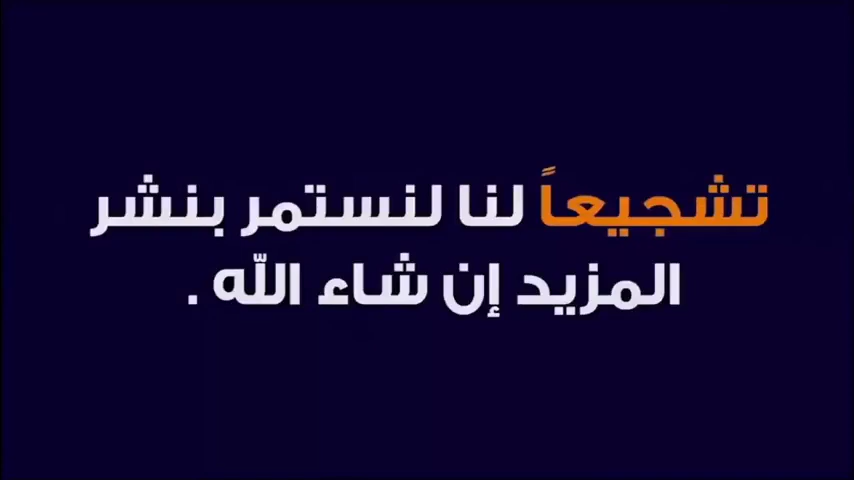 تشجيعاً لنا لنستمر بنشر
المزيد إن شاء الله .